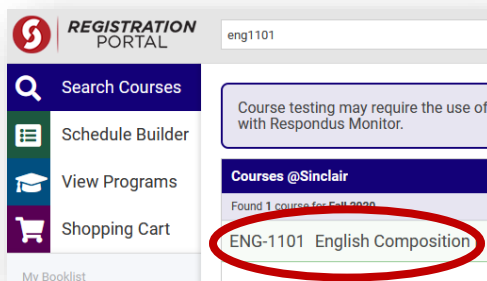 REGISTRATION
PORTAL
eng1101
Search Courses
Schedule Builder
View Programs
Shopping Cart
My Booklist
Course testing may require the use of
with Respondus Monitor.
Courses @Sinclair
Found 1 course for Fall 2020
ENG-1101 English Composition